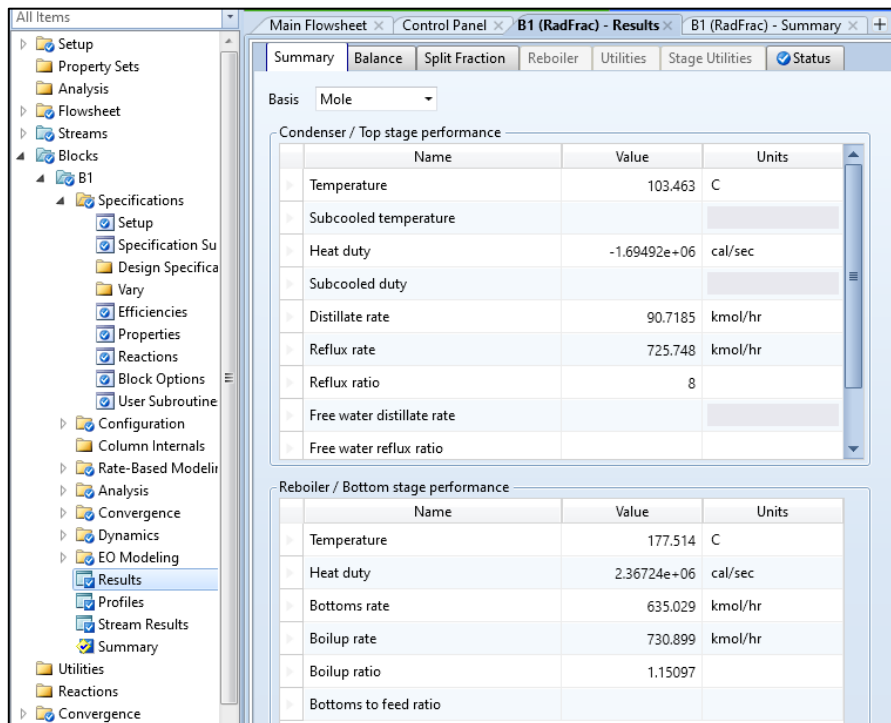 All Items
Setup
Property Sets
Analysis
Flowsheet
Streams
Blocks
B1
Specifications
Setup
Specification Su
Design Specifica
Vary
Efficiencies
Properties
Reactions
Block Options
User Subroutine
Configuration
Column Internals
Rate-Based Modelin
Analysis
Convergence
Dynamics
EO Modeling
Results
Profiles
Stream Results
Summary
Utilities
Reactions
Convergence
Main Flowsheet × Control Panel × B1 (RadFrac) - Results × B1 (RadFrac) - Summary × +
Summary Balance Split Fraction Reboiler Utilities Stage Utilities Status
Basis Mole
Condenser / Top stage performance
Name Value Units
Temperature 103.463 C
Subcooled temperature
Heat duty -1.69492e+06 cal/sec
Subcooled duty
Distillate rate 90.7185 kmol/hr
Reflux rate 725.748 kmol/hr
Reflux ratio 8
Free water distillate rate
Free water reflux ratio
Reboiler / Bottom stage performance
Name Value Units
Temperature 177.514 C
Heat duty 2.36724e+06 cal/sec
Bottoms rate 635.029 kmol/hr
Boilup rate 730.899 kmol/hr
Boilup ratio 1.15097
Bottoms to feed ratio